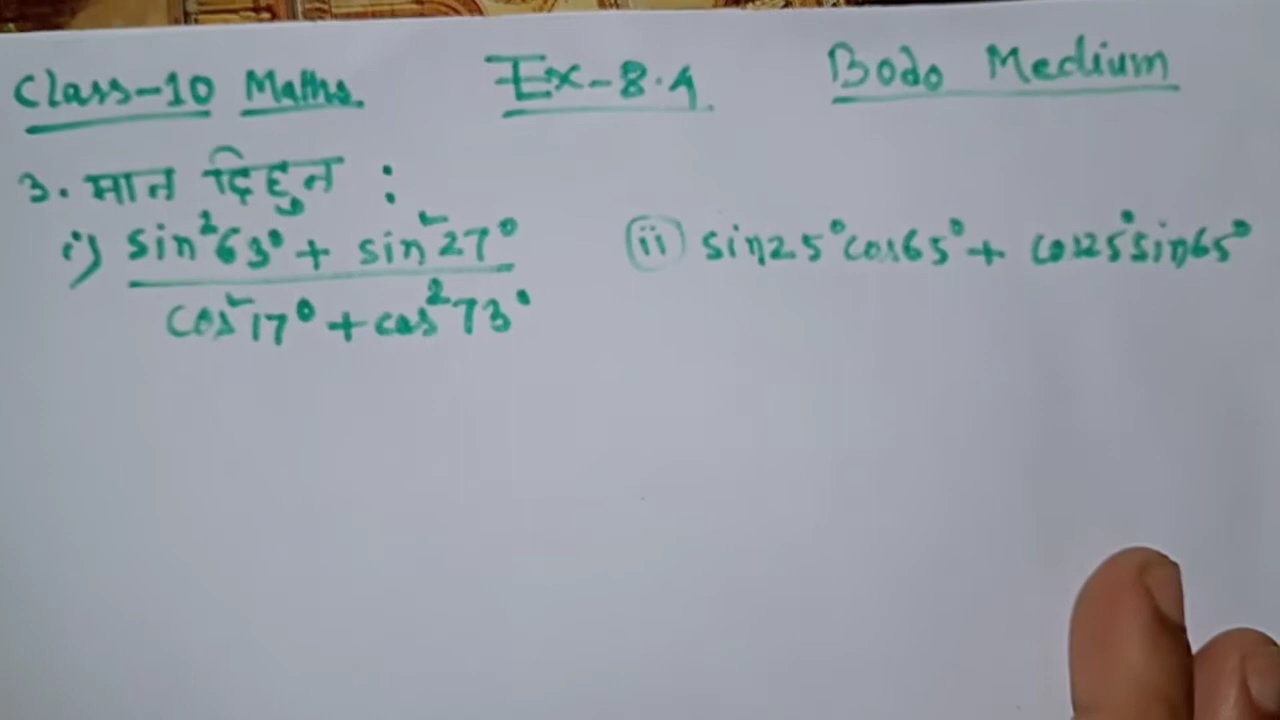 Class-10 Maths. Ex-8.4 Bodo Medium
3. मान दिहुन :
i) sin²63° + sin²27° (ii) sin25°cos65° + cos25°sin65°
cos²17° + cos²73°